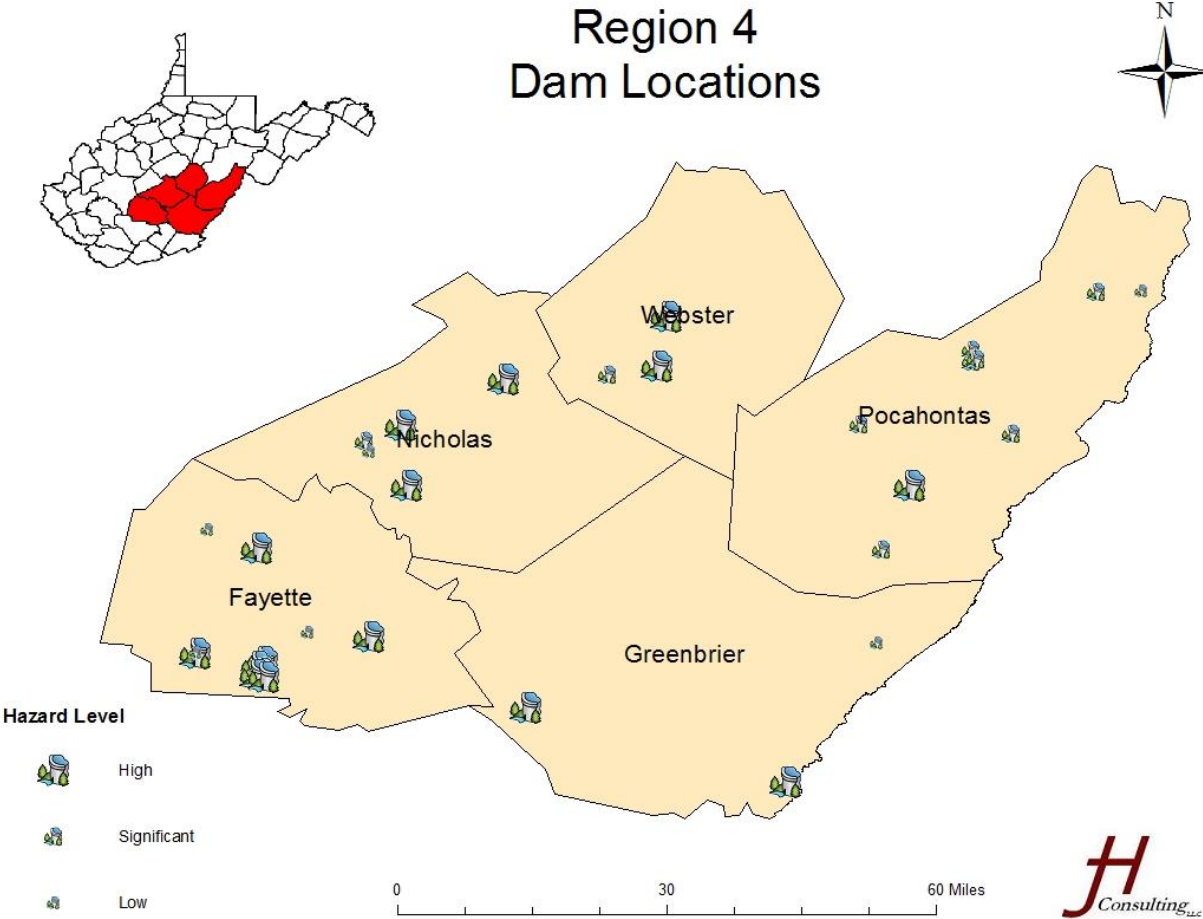 Region 4
Dam Locations
N
Webster
Pocahontas
Nicholas
Fayette
Greenbrier
Hazard Level
High
Significant
Low
0 30 60 Miles
JH
Consulting, LLC